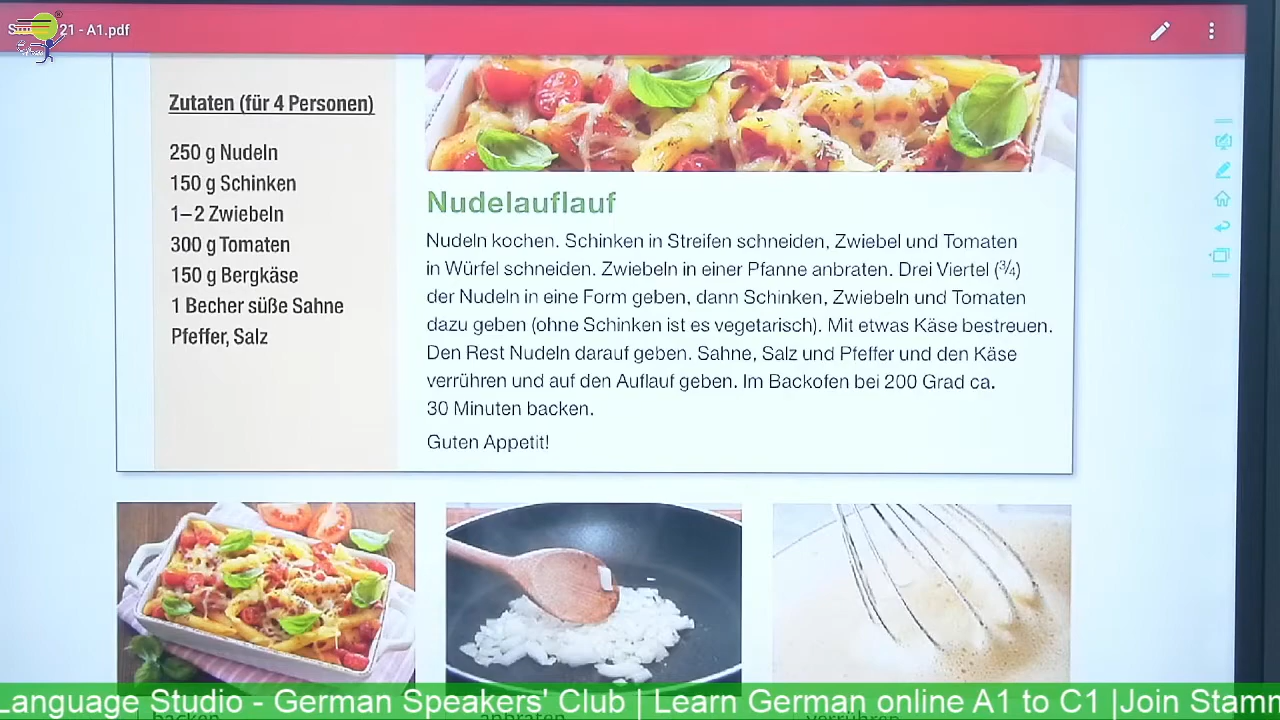 21 - A1.pdf
Zutaten (für 4 Personen)
250 g Nudeln
150 g Schinken
1–2 Zwiebeln
300 g Tomaten
150 g Bergkäse
1 Becher süße Sahne
Pfeffer, Salz
Nudelauflauf
Nudeln kochen. Schinken in Streifen schneiden, Zwiebel und Tomaten
in Würfel schneiden. Zwiebeln in einer Pfanne anbraten. Drei Viertel (¾)
der Nudeln in eine Form geben, dann Schinken, Zwiebeln und Tomaten
dazu geben (ohne Schinken ist es vegetarisch). Mit etwas Käse bestreuen.
Den Rest Nudeln darauf geben. Sahne, Salz und Pfeffer und den Käse
verrühren und auf den Auflauf geben. Im Backofen bei 200 Grad ca.
30 Minuten backen.
Guten Appetit!
backen
anbraten
verrühren
Language Studio - German Speakers' Club | Learn German online A1 to C1 |Join Stamm